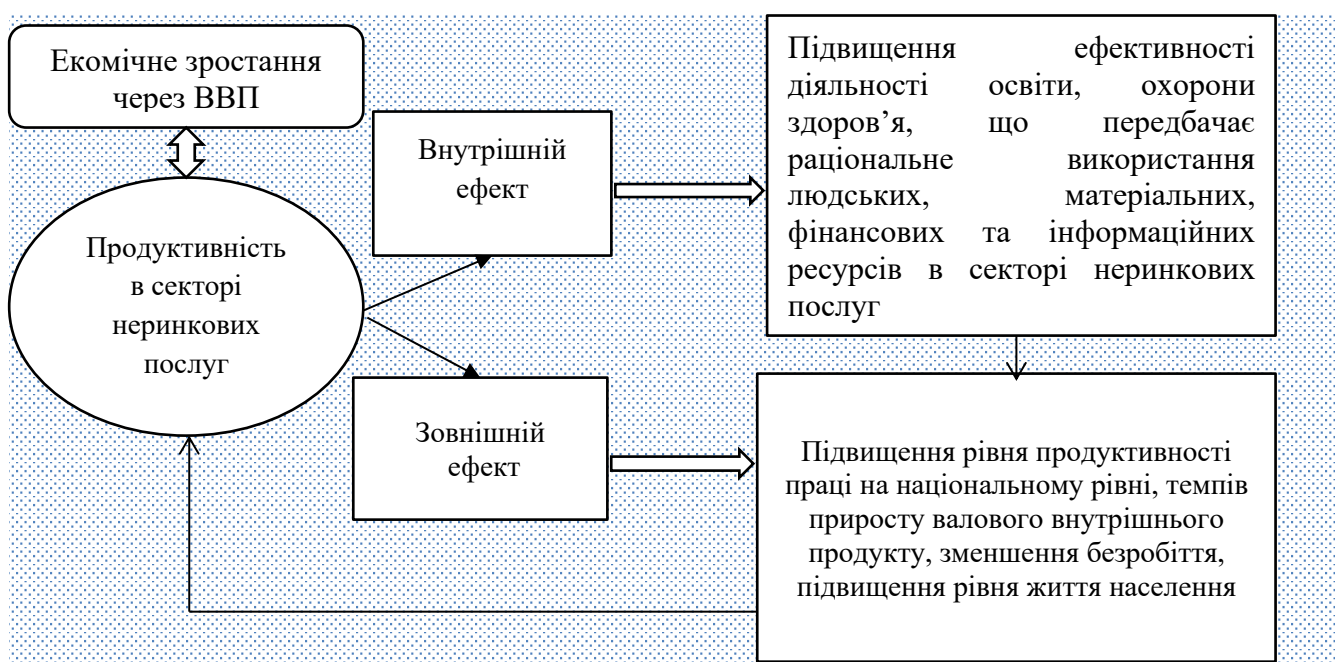 Екомічне зростання
через ВВП
Продуктивність
в секторі
неринкових
послуг
Внутрішній
ефект
Зовнішній
ефект
Підвищення ефективності
діяльності освіти, охорони
здоров’я, що передбачає
раціональне використання
людських, матеріальних,
фінансових та інформаційних
ресурсів в секторі неринкових
послуг
Підвищення рівня продуктивності
праці на національному рівні, темпів
приросту валового внутрішнього
продукту, зменшення безробіття,
підвищення рівня життя населення